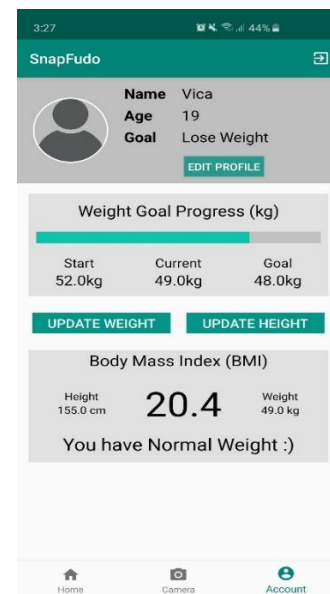 3:27 44%
SnapFudo
Name Vica
Age 19
Goal Lose Weight
EDIT PROFILE
Weight Goal Progress (kg)
Start Current Goal
52.0kg 49.0kg 48.0kg
UPDATE WEIGHT UPDATE HEIGHT
Body Mass Index (BMI)
Height 20.4 Weight
155.0 cm 49.0 kg
You have Normal Weight :)
Home Camera Account